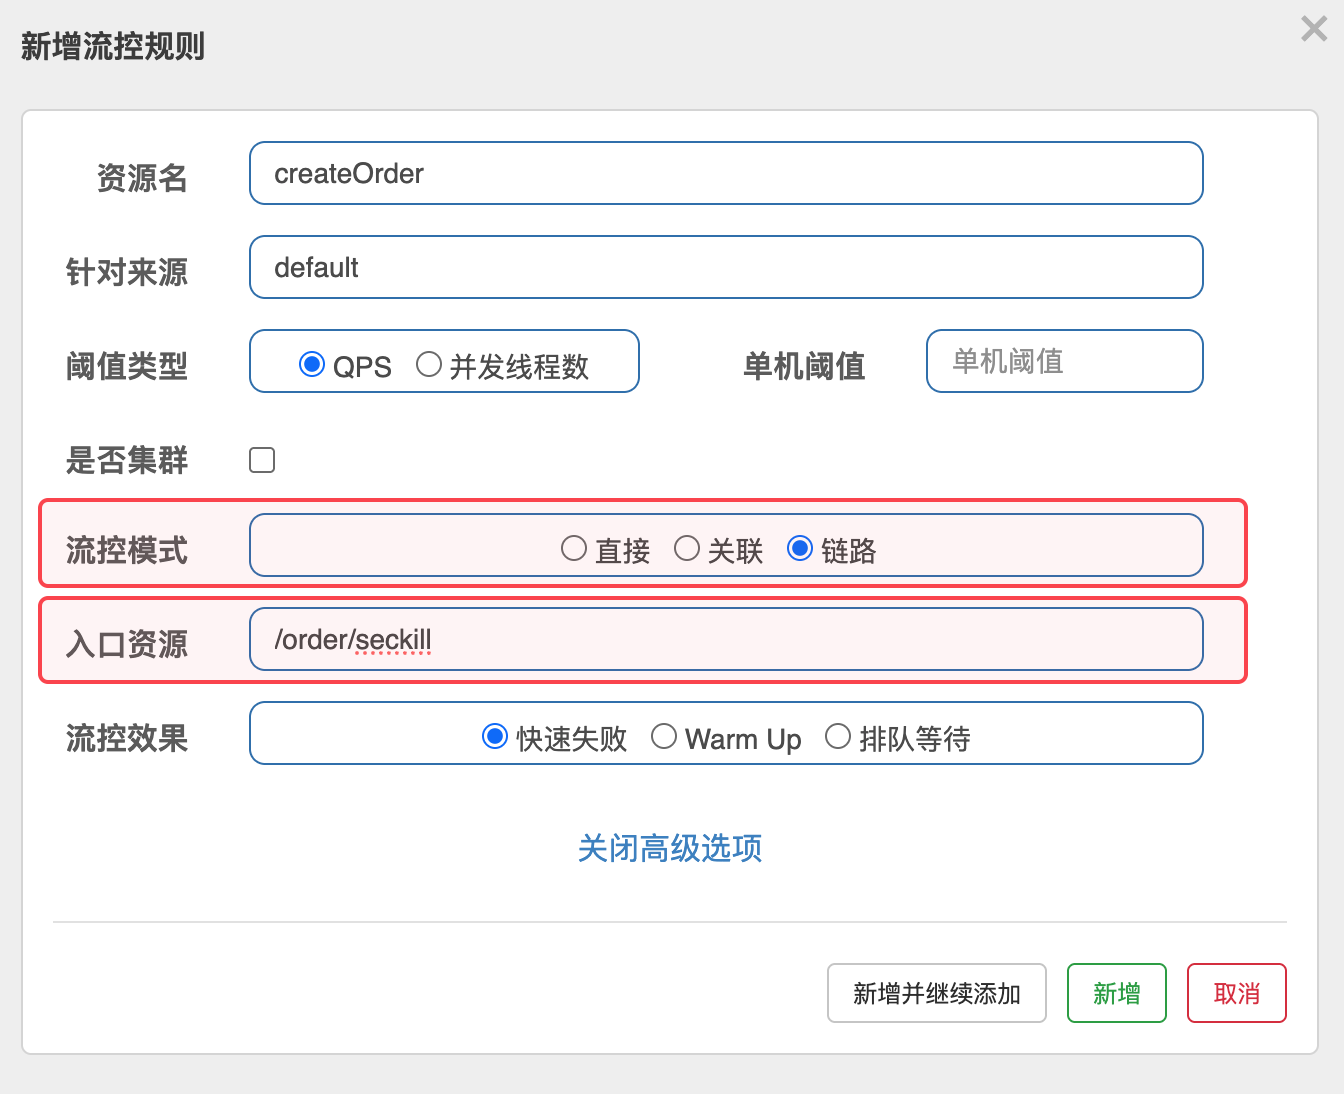 新增流控规则
资源名 createOrder
针对来源 default
阈值类型 QPS 并发线程数 单机阈值 单机阈值
是否集群
流控模式 直接 关联 链路
入口资源 /order/seckill
流控效果 快速失败 Warm Up 排队等待
关闭高级选项
新增并继续添加 新增 取消